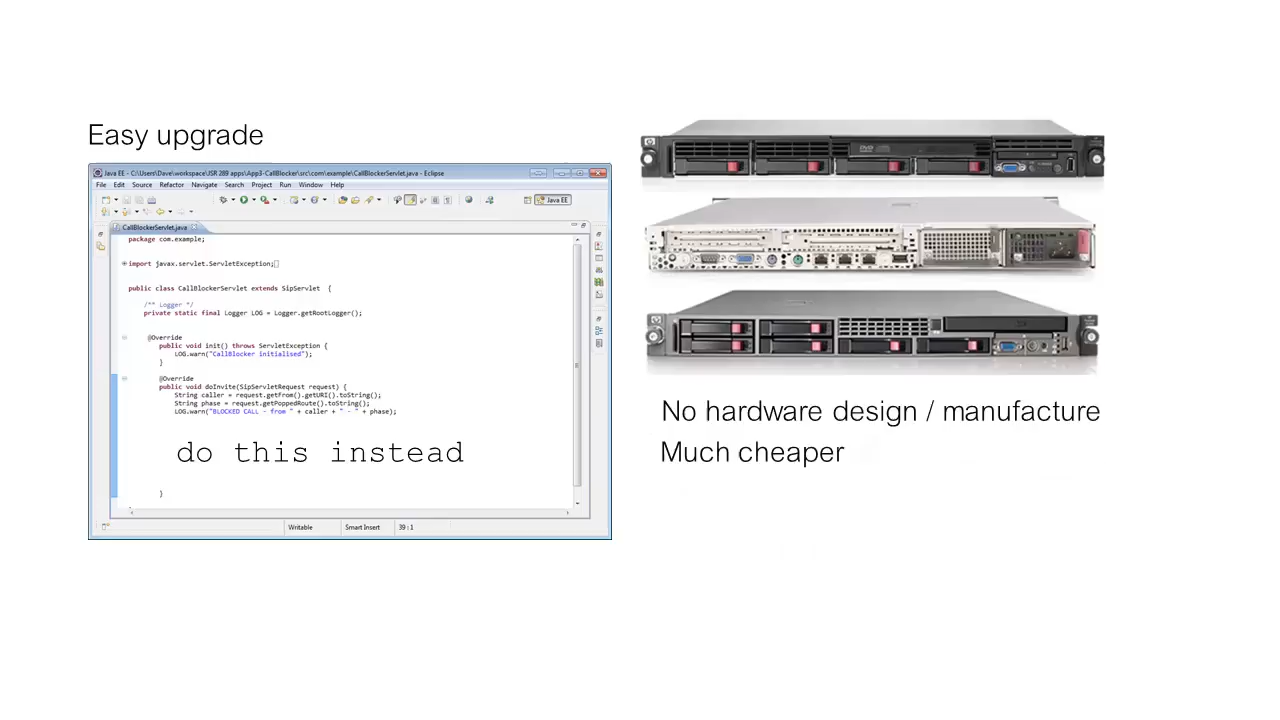 Easy upgrade
Java EE - C:\Users\Dave\workspace\JSR 289 apps\App3-CallBlocker\src\com\example\CallBlockerServlet.java - Eclipse
File Edit Source Refactor Navigate Search Project Run Window Help
Java EE
CallBlockerServlet.java
package com.example;
import javax.servlet.ServletException;
public class CallBlockerServlet extends SipServlet {
/** Logger */
private static final Logger LOG = Logger.getRootLogger();
@Override
public void init() throws ServletException {
LOG.warn("CallBlocker initialised");
}
@Override
public void doInvite(SipServletRequest request) {
String caller = request.getFrom().getURI().toString();
String phase = request.getPoppedRoute().toString();
LOG.warn("BLOCKED CALL - from " + caller + " - " + phase);
do this instead
}
Writable Smart Insert 39 : 1
DVD
No hardware design / manufacture
Much cheaper